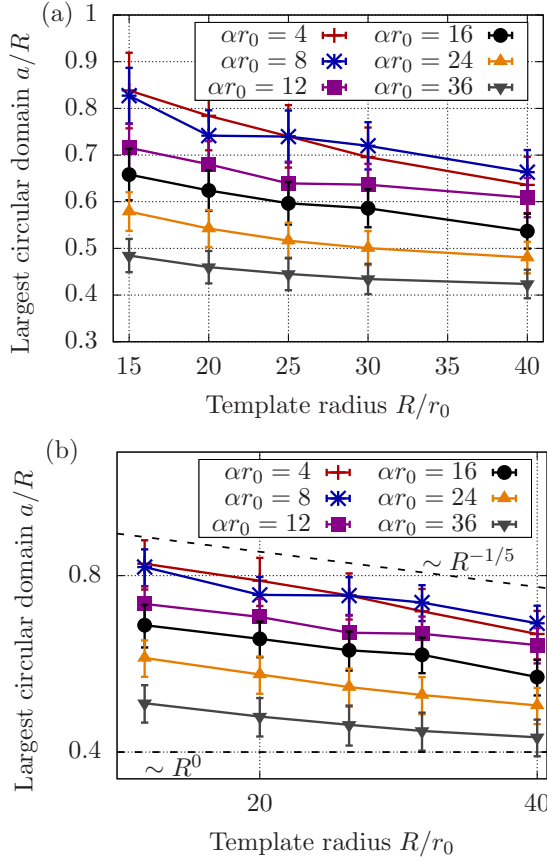 (a)
Largest circular domain a/R
1
0.9
0.8
0.7
0.6
0.5
0.4
0.3
αr₀ = 4
αr₀ = 8
αr₀ = 12
αr₀ = 16
αr₀ = 24
αr₀ = 36
15 20 25 30 35 40
Template radius R/r₀
(b)
Largest circular domain a/R
0.8
0.4
αr₀ = 4
αr₀ = 8
αr₀ = 12
αr₀ = 16
αr₀ = 24
αr₀ = 36
~ R⁻¹/⁵
~ R⁰
20 40
Template radius R/r₀